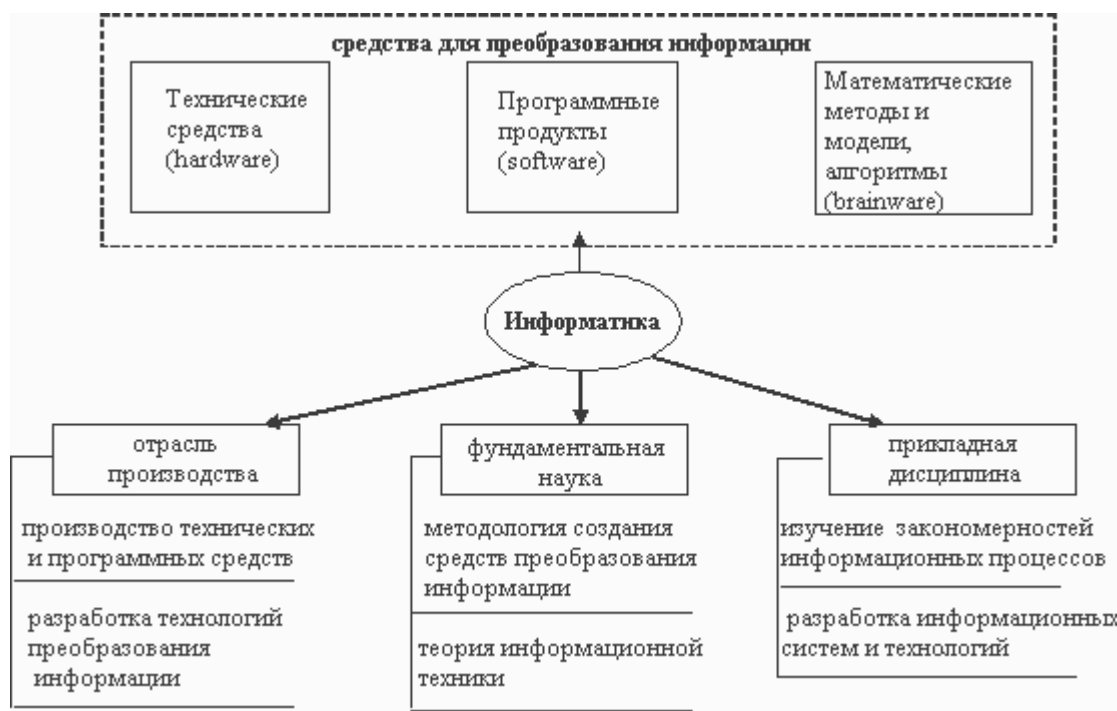 средства для преобразования информации
Технические
средства
(hardware)
Программные
продукты
(software)
Математические
методы и
модели,
алгоритмы
(brainware)
Информатика
отрасль
производства
производство технических
и программных средств
разработка технологий
преобразования
информации
фундаментальная
наука
методология создания
средств преобразования
информации
теория информационной
техники
прикладная
дисциплина
изучение закономерностей
информационных процессов
разработка информационных
систем и технологий